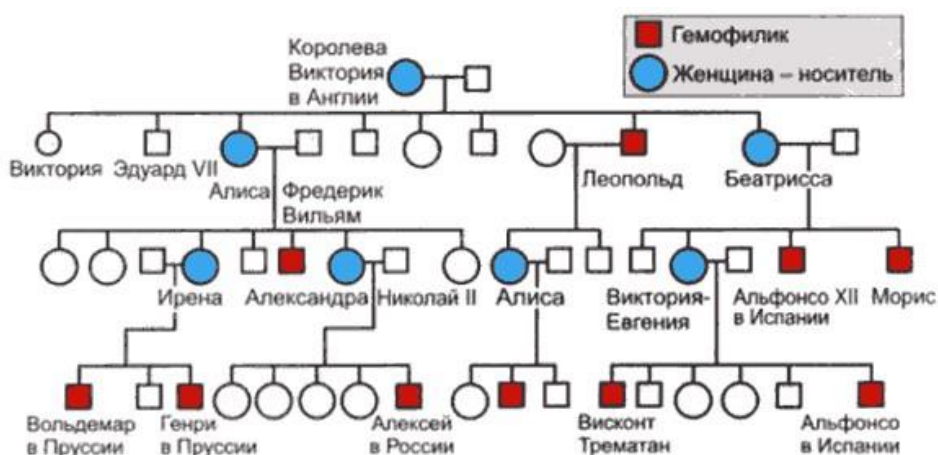 Королева
Виктория
в Англии
Гемофилик
Женщина – носитель
Виктория
Эдуард VII
Алиса
Фредерик
Вильям
Леопольд
Беатрисса
Ирена
Александра
Николай II
Алиса
Виктория-
Евгения
Альфонсо XII
в Испании
Морис
Вольдемар
в Пруссии
Генри
в Пруссии
Алексей
в России
Висконт
Трематан
Альфонсо
в Испании